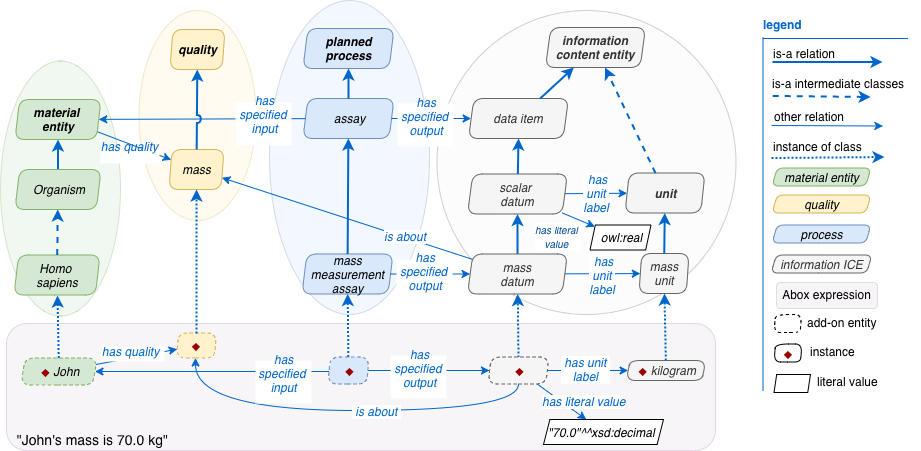 quality
planned
process
information
content entity
legend
is-a relation
is-a intermediate classes
other relation
instance of class
material entity
quality
process
information ICE
Abox expression
add-on entity
instance
literal value
material
entity
has
specified
input
assay
has
specified
output
data item
has quality
mass
Organism
scalar
datum
has
unit
label
unit
has literal
value
owl:real
is about
Homo
sapiens
mass
measurement
assay
has
specified
output
mass
datum
has
unit
label
mass
unit
has quality
John
has
specified
input
has
specified
output
has unit
label
kilogram
is about
has literal value
"70.0"^^xsd:decimal
"John's mass is 70.0 kg"